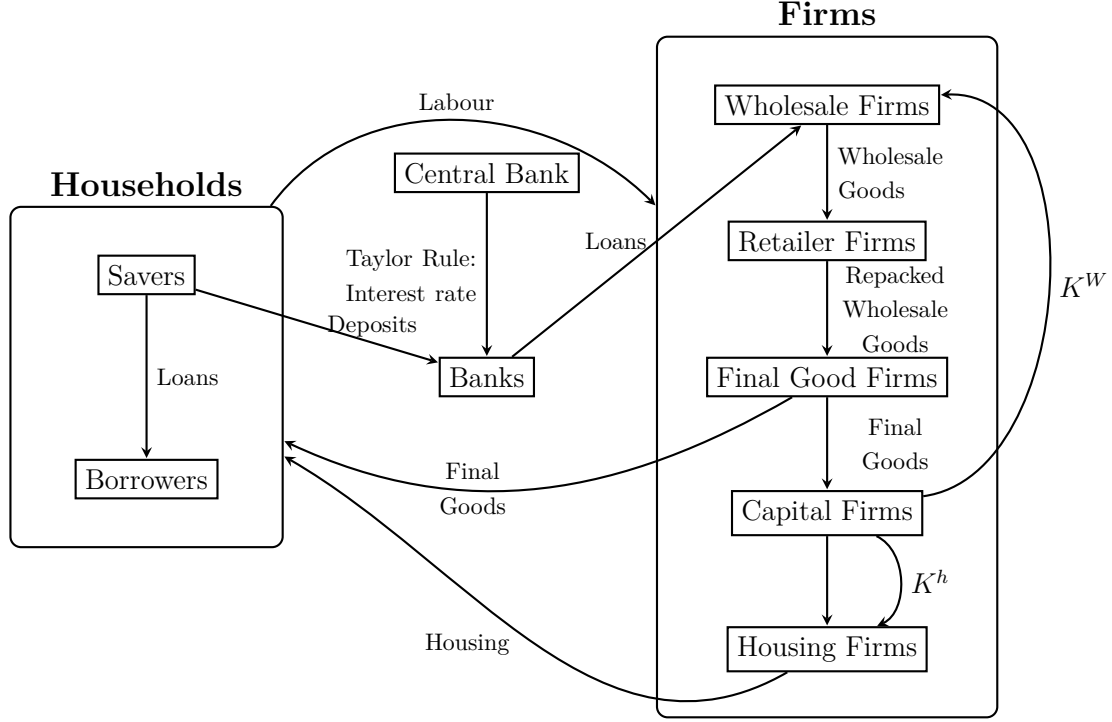 Firms
Wholesale Firms
Labour
Wholesale
Goods
Central Bank
Households
Retailer Firms
Loans
Taylor Rule:
Interest rate
Savers
Repacked
Wholesale
Goods
K^W
Deposits
Loans
Banks
Final Good Firms
Final
Goods
Final
Goods
Borrowers
Capital Firms
K^h
Housing
Housing Firms